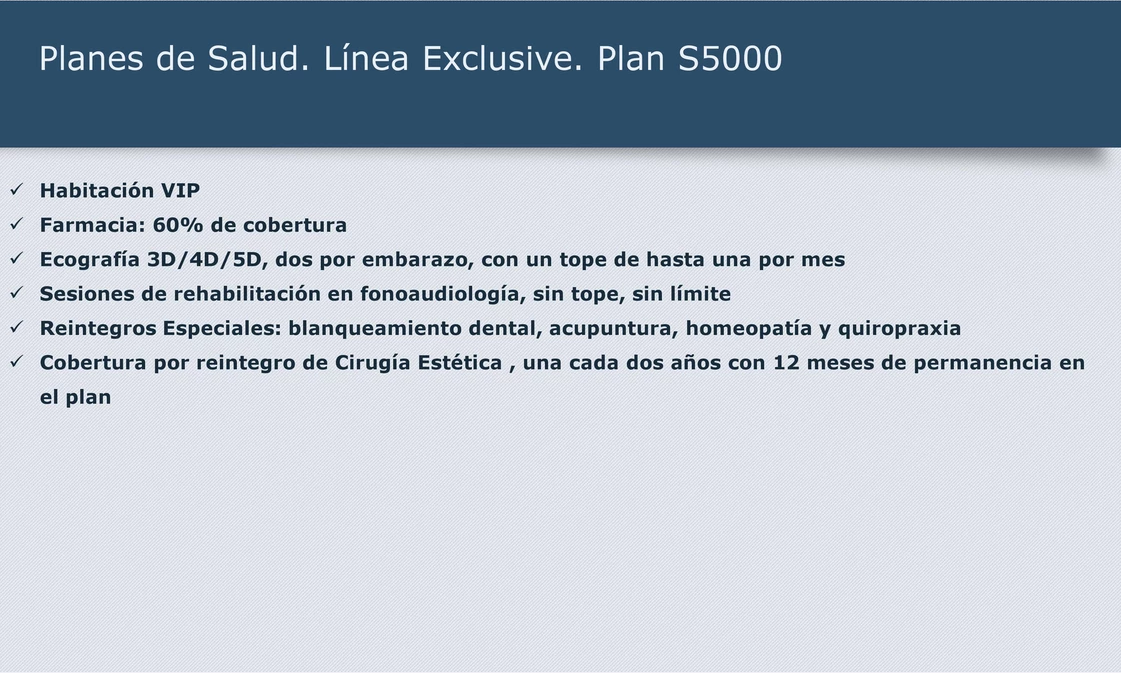 Planes de Salud. Línea Exclusive. Plan S5000
✓ Habitación VIP
✓ Farmacia: 60% de cobertura
✓ Ecografía 3D/4D/5D, dos por embarazo, con un tope de hasta una por mes
✓ Sesiones de rehabilitación en fonoaudiología, sin tope, sin límite
✓ Reintegros Especiales: blanqueamiento dental, acupuntura, homeopatía y quiropraxia
✓ Cobertura por reintegro de Cirugía Estética , una cada dos años con 12 meses de permanencia en
el plan